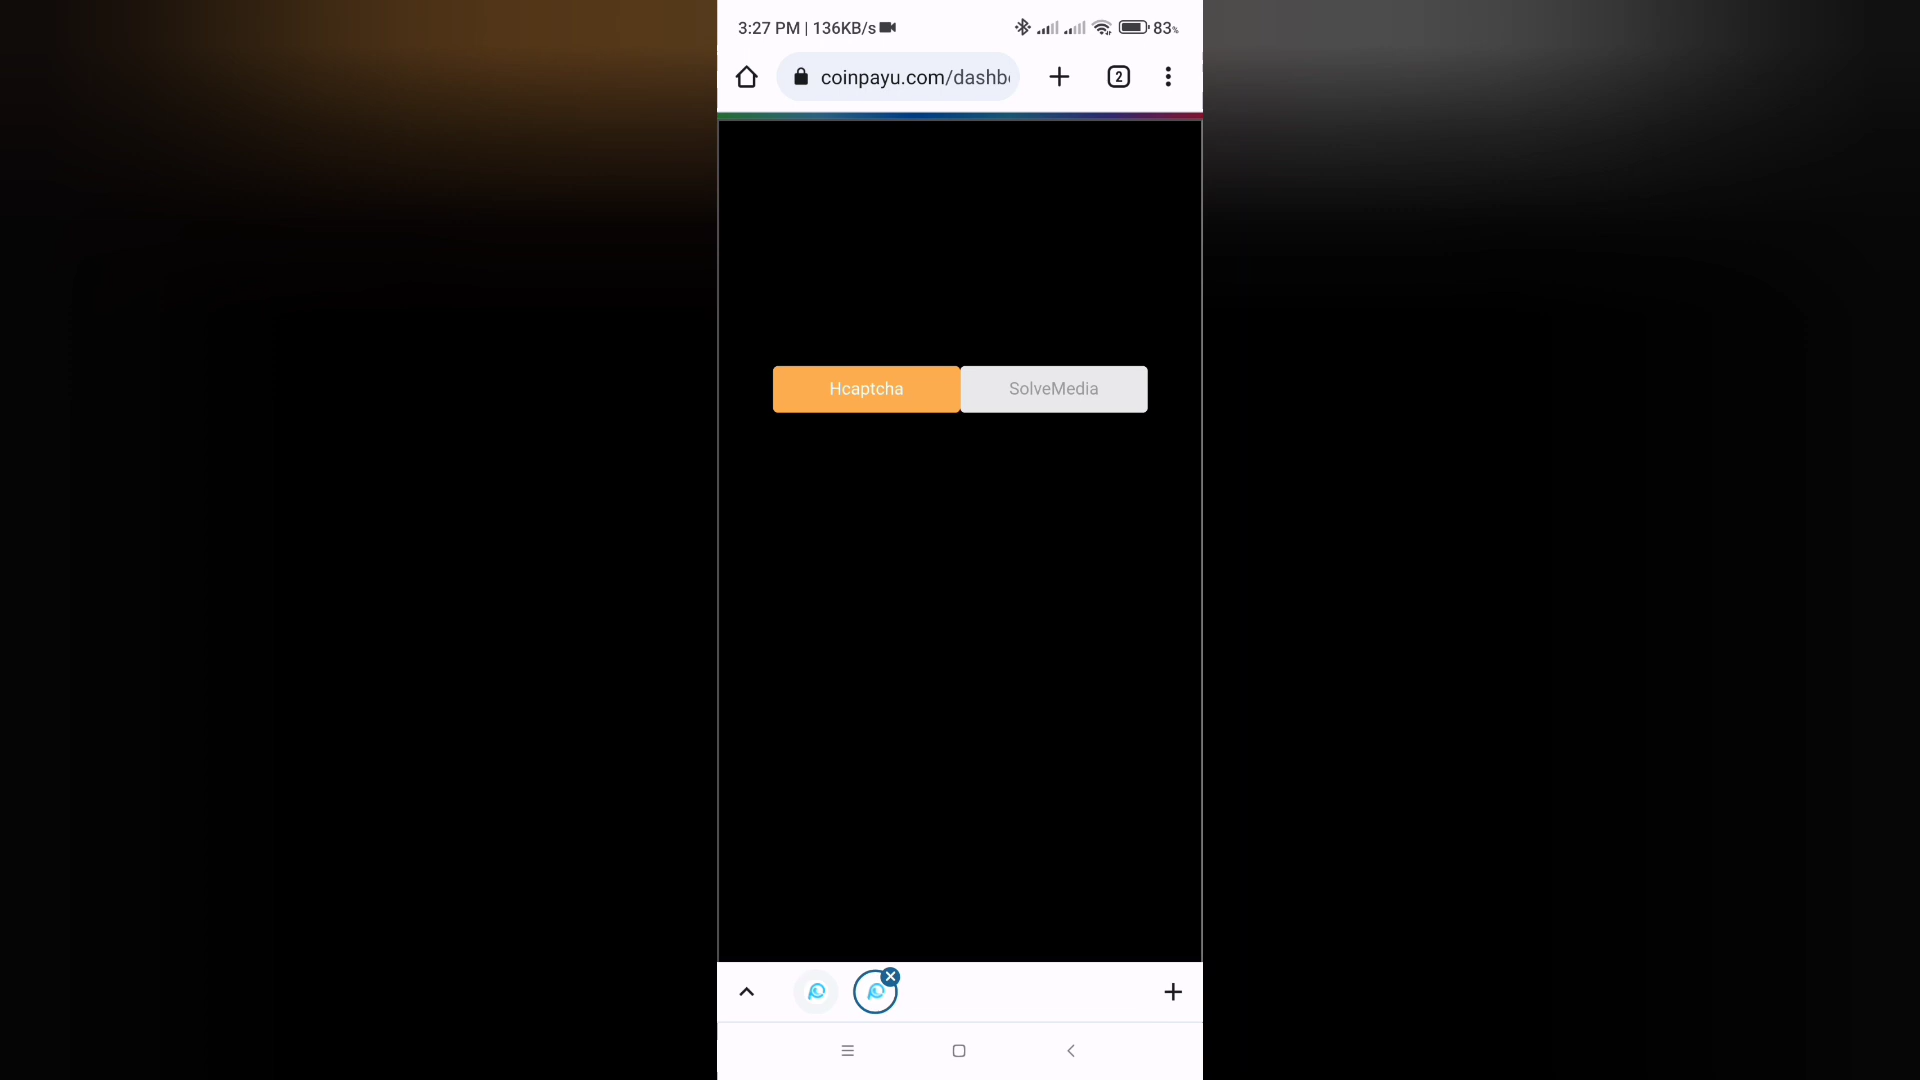 3:27 PM | 136KB/s 83%
coinpayu.com/dashb
2
Hcaptcha SolveMedia